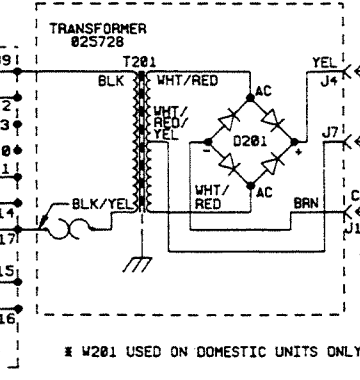 TRANSFORMER
025728
T201
9
BLK
WHT/RED
YEL
J4
2
AC
3
WHT/
RED/
YEL
D201
J7
0
- +
1
WHT/
RED
AC
BRN
C
14
BLK/YEL
J1
17
15
16
* W201 USED ON DOMESTIC UNITS ONLY